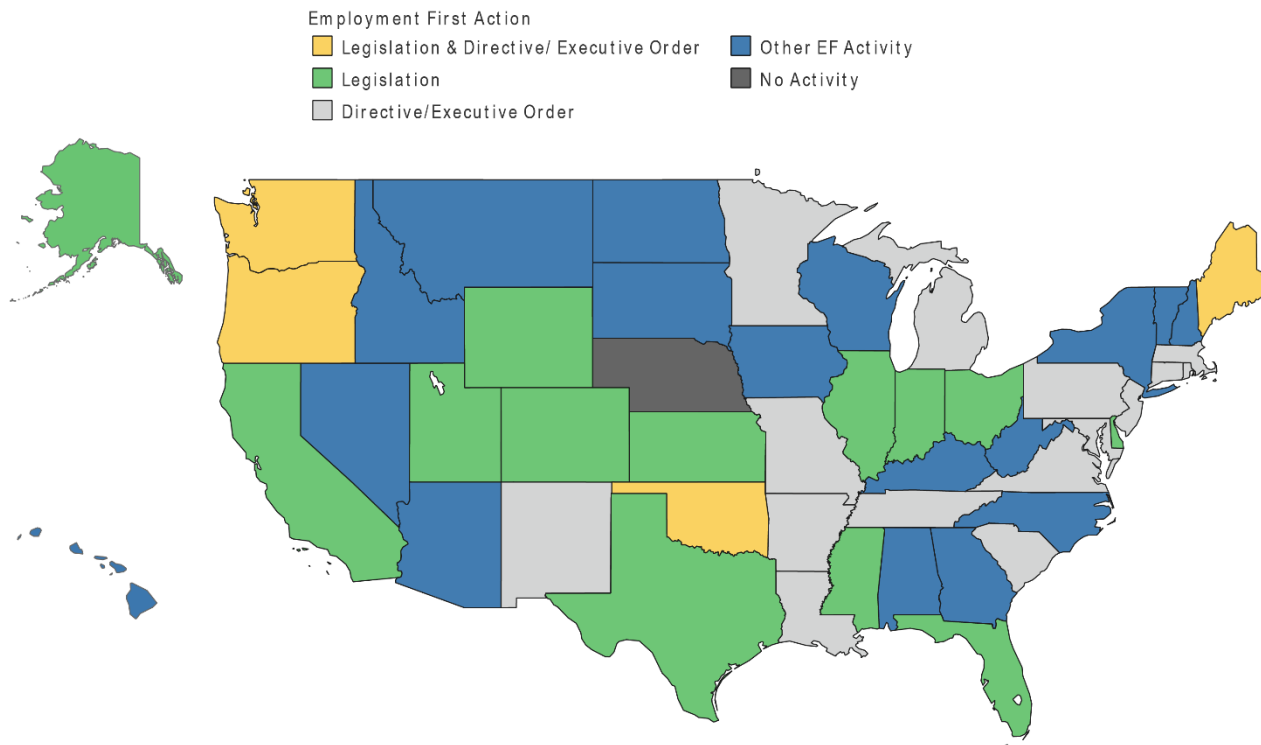 Employment First Action
Legislation & Directive/ Executive Order
Legislation
Directive/Executive Order
Other EF Activity
No Activity
D